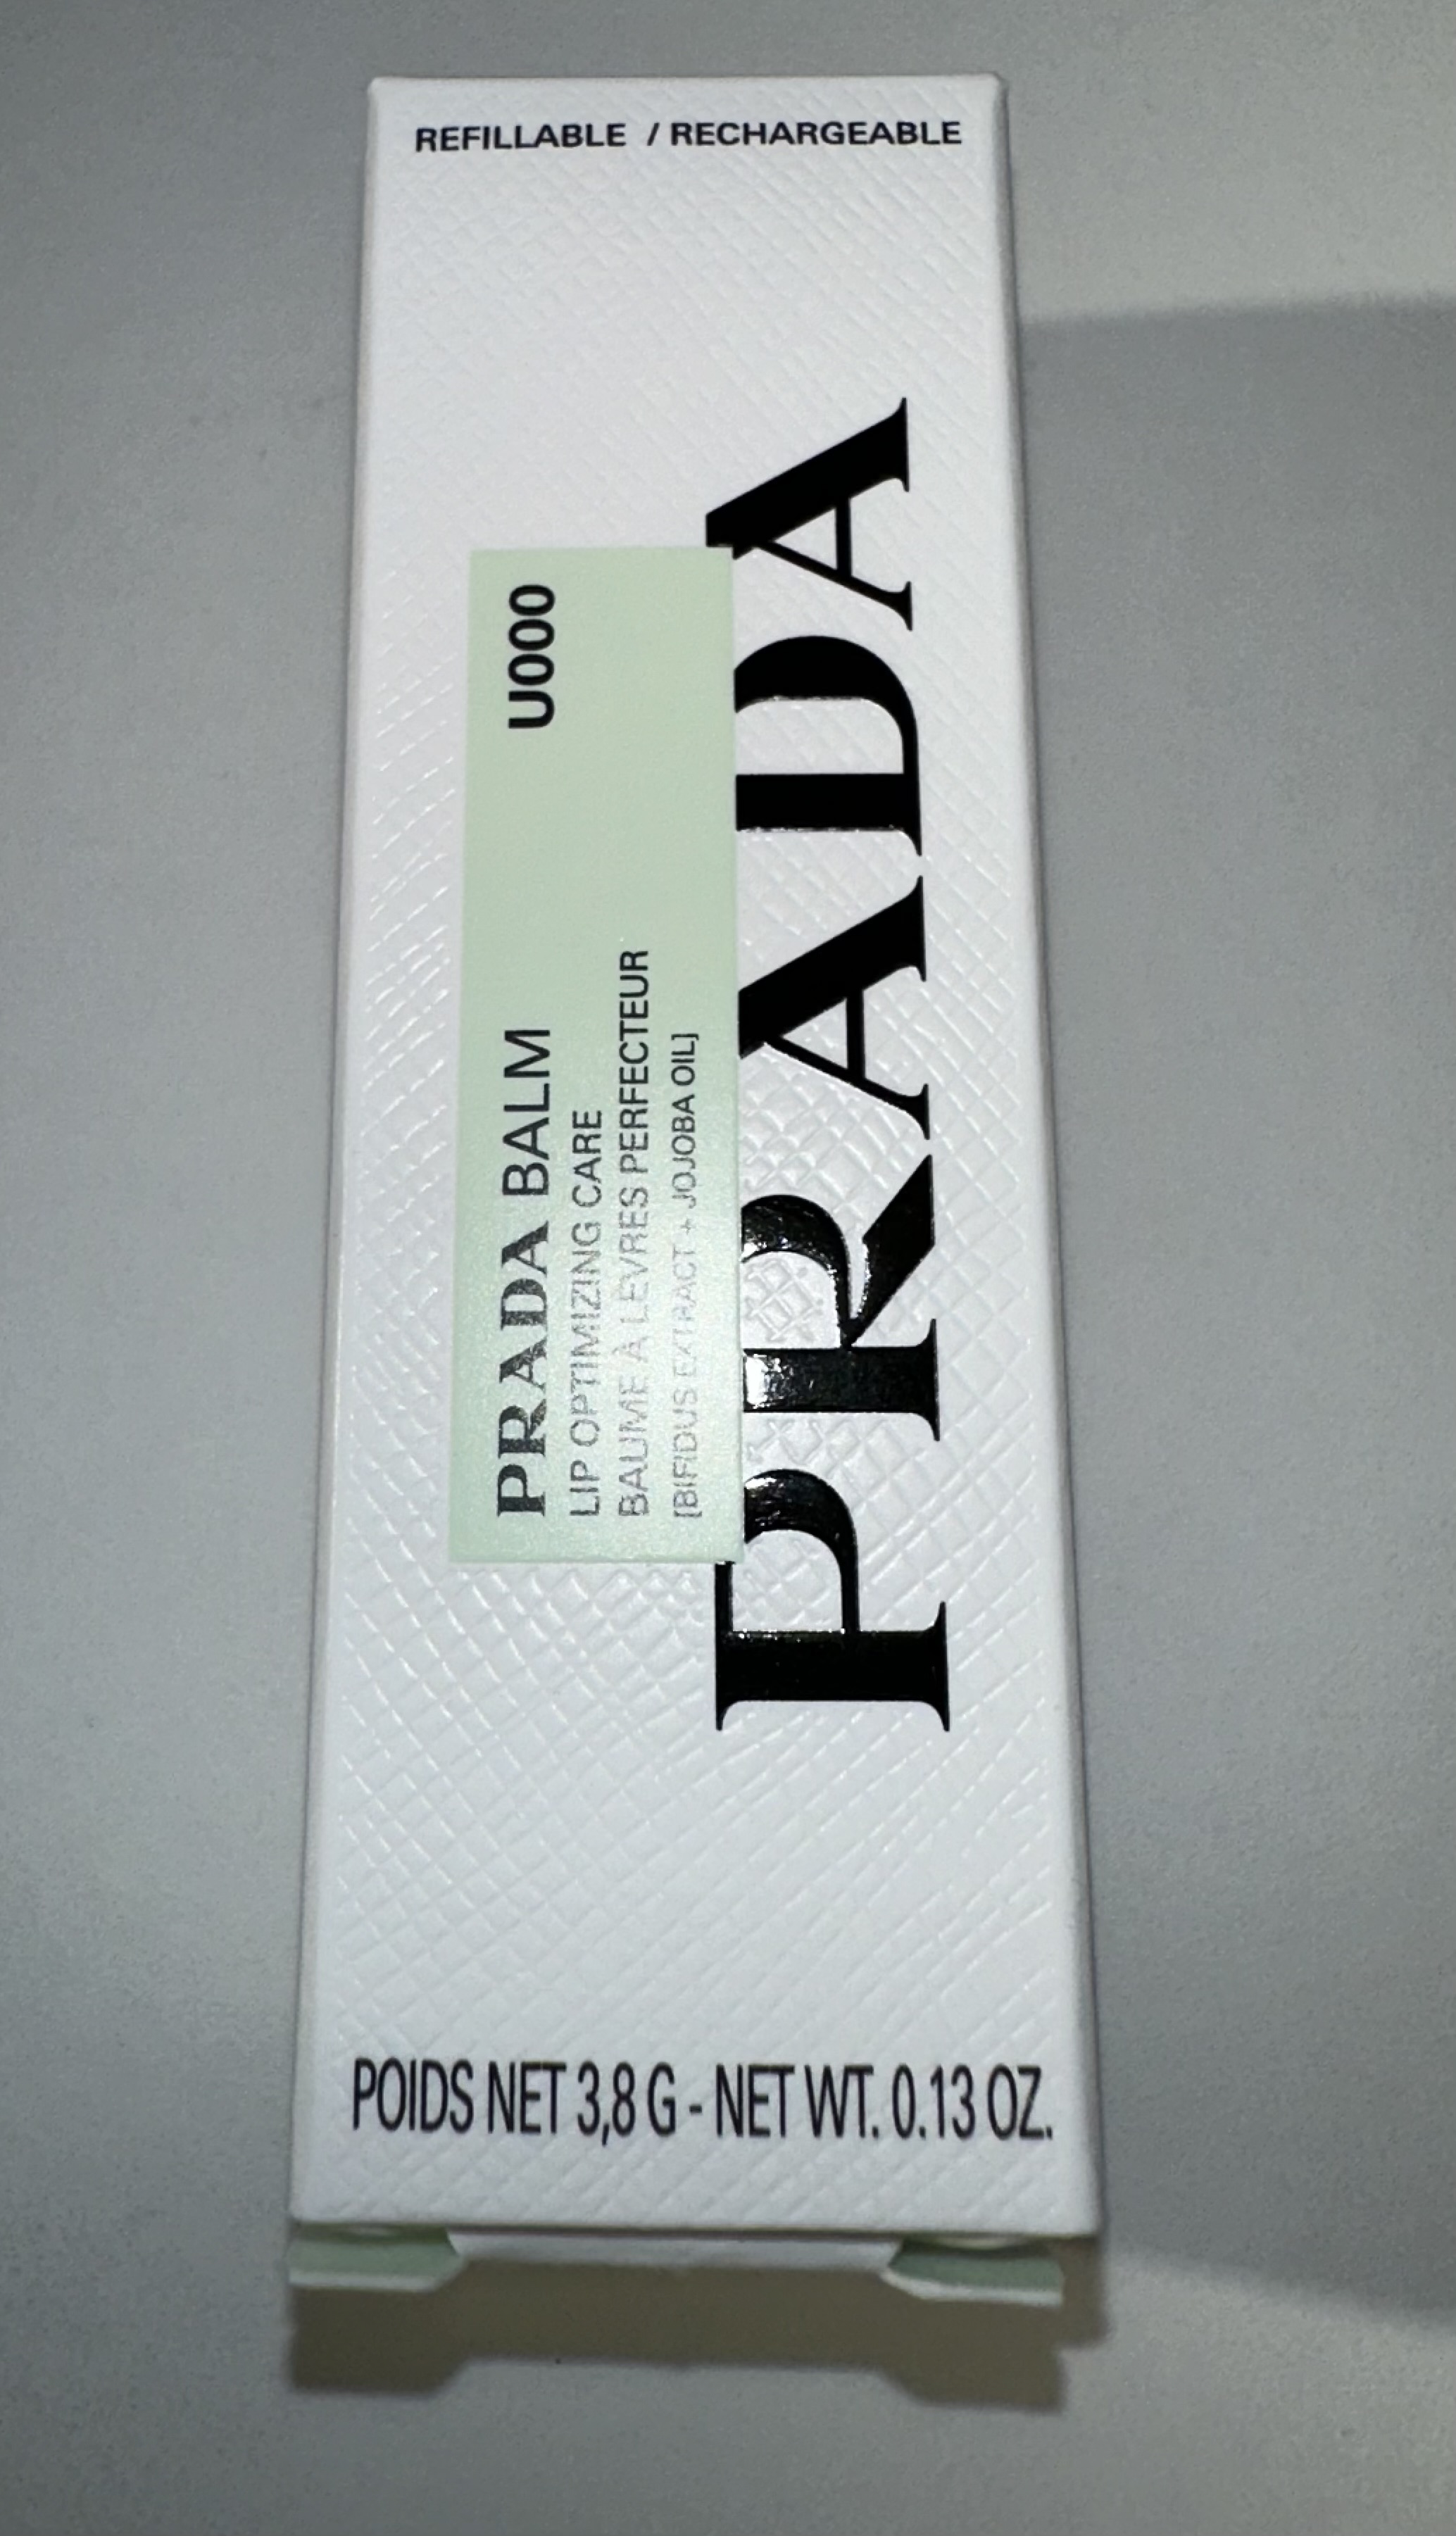 REFILLABLE / RECHARGEABLE
PRADA BALM U000
LIP OPTIMIZING CARE
BAUME À LÈVRES PERFECTEUR
[BIFIDUS EXTRACT + JOJOBA OIL]
PRADA
POIDS NET 3,8 G - NET WT. 0.13 OZ.